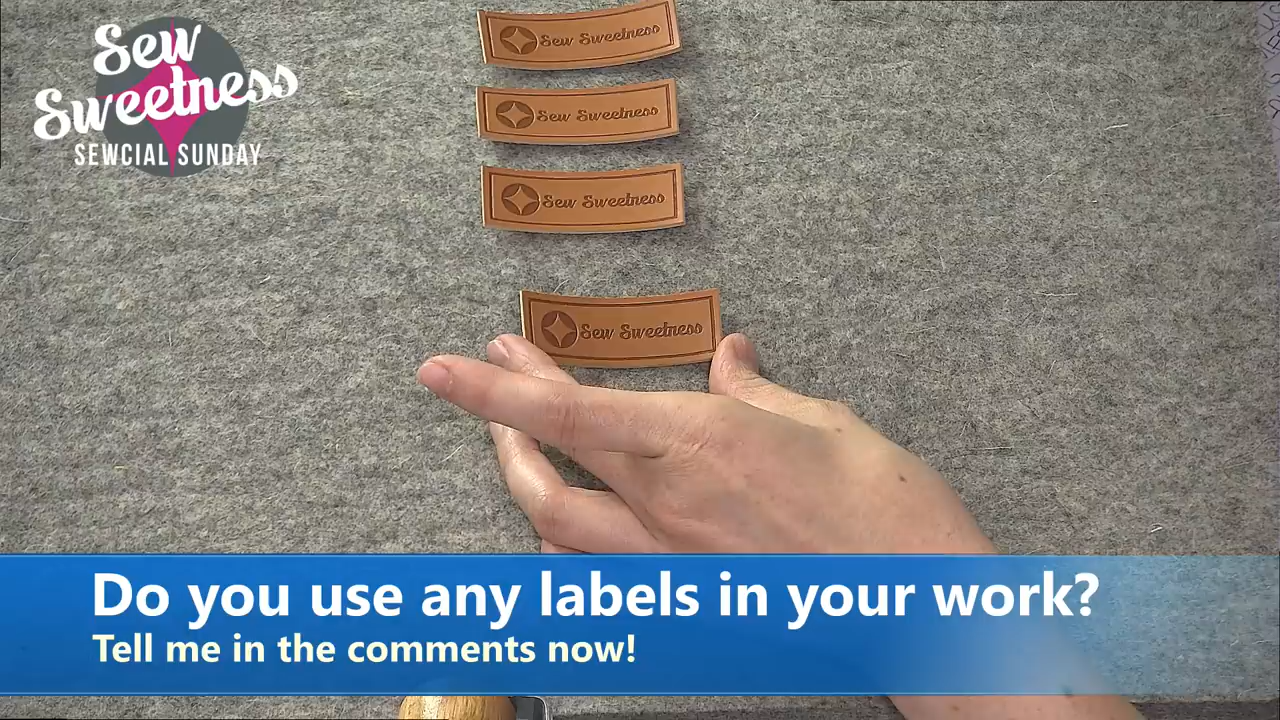 Sew
Sweetness
SEWCIAL SUNDAY
Sew Sweetness
Sew Sweetness
Sew Sweetness
Sew Sweetness
Do you use any labels in your work?
Tell me in the comments now!